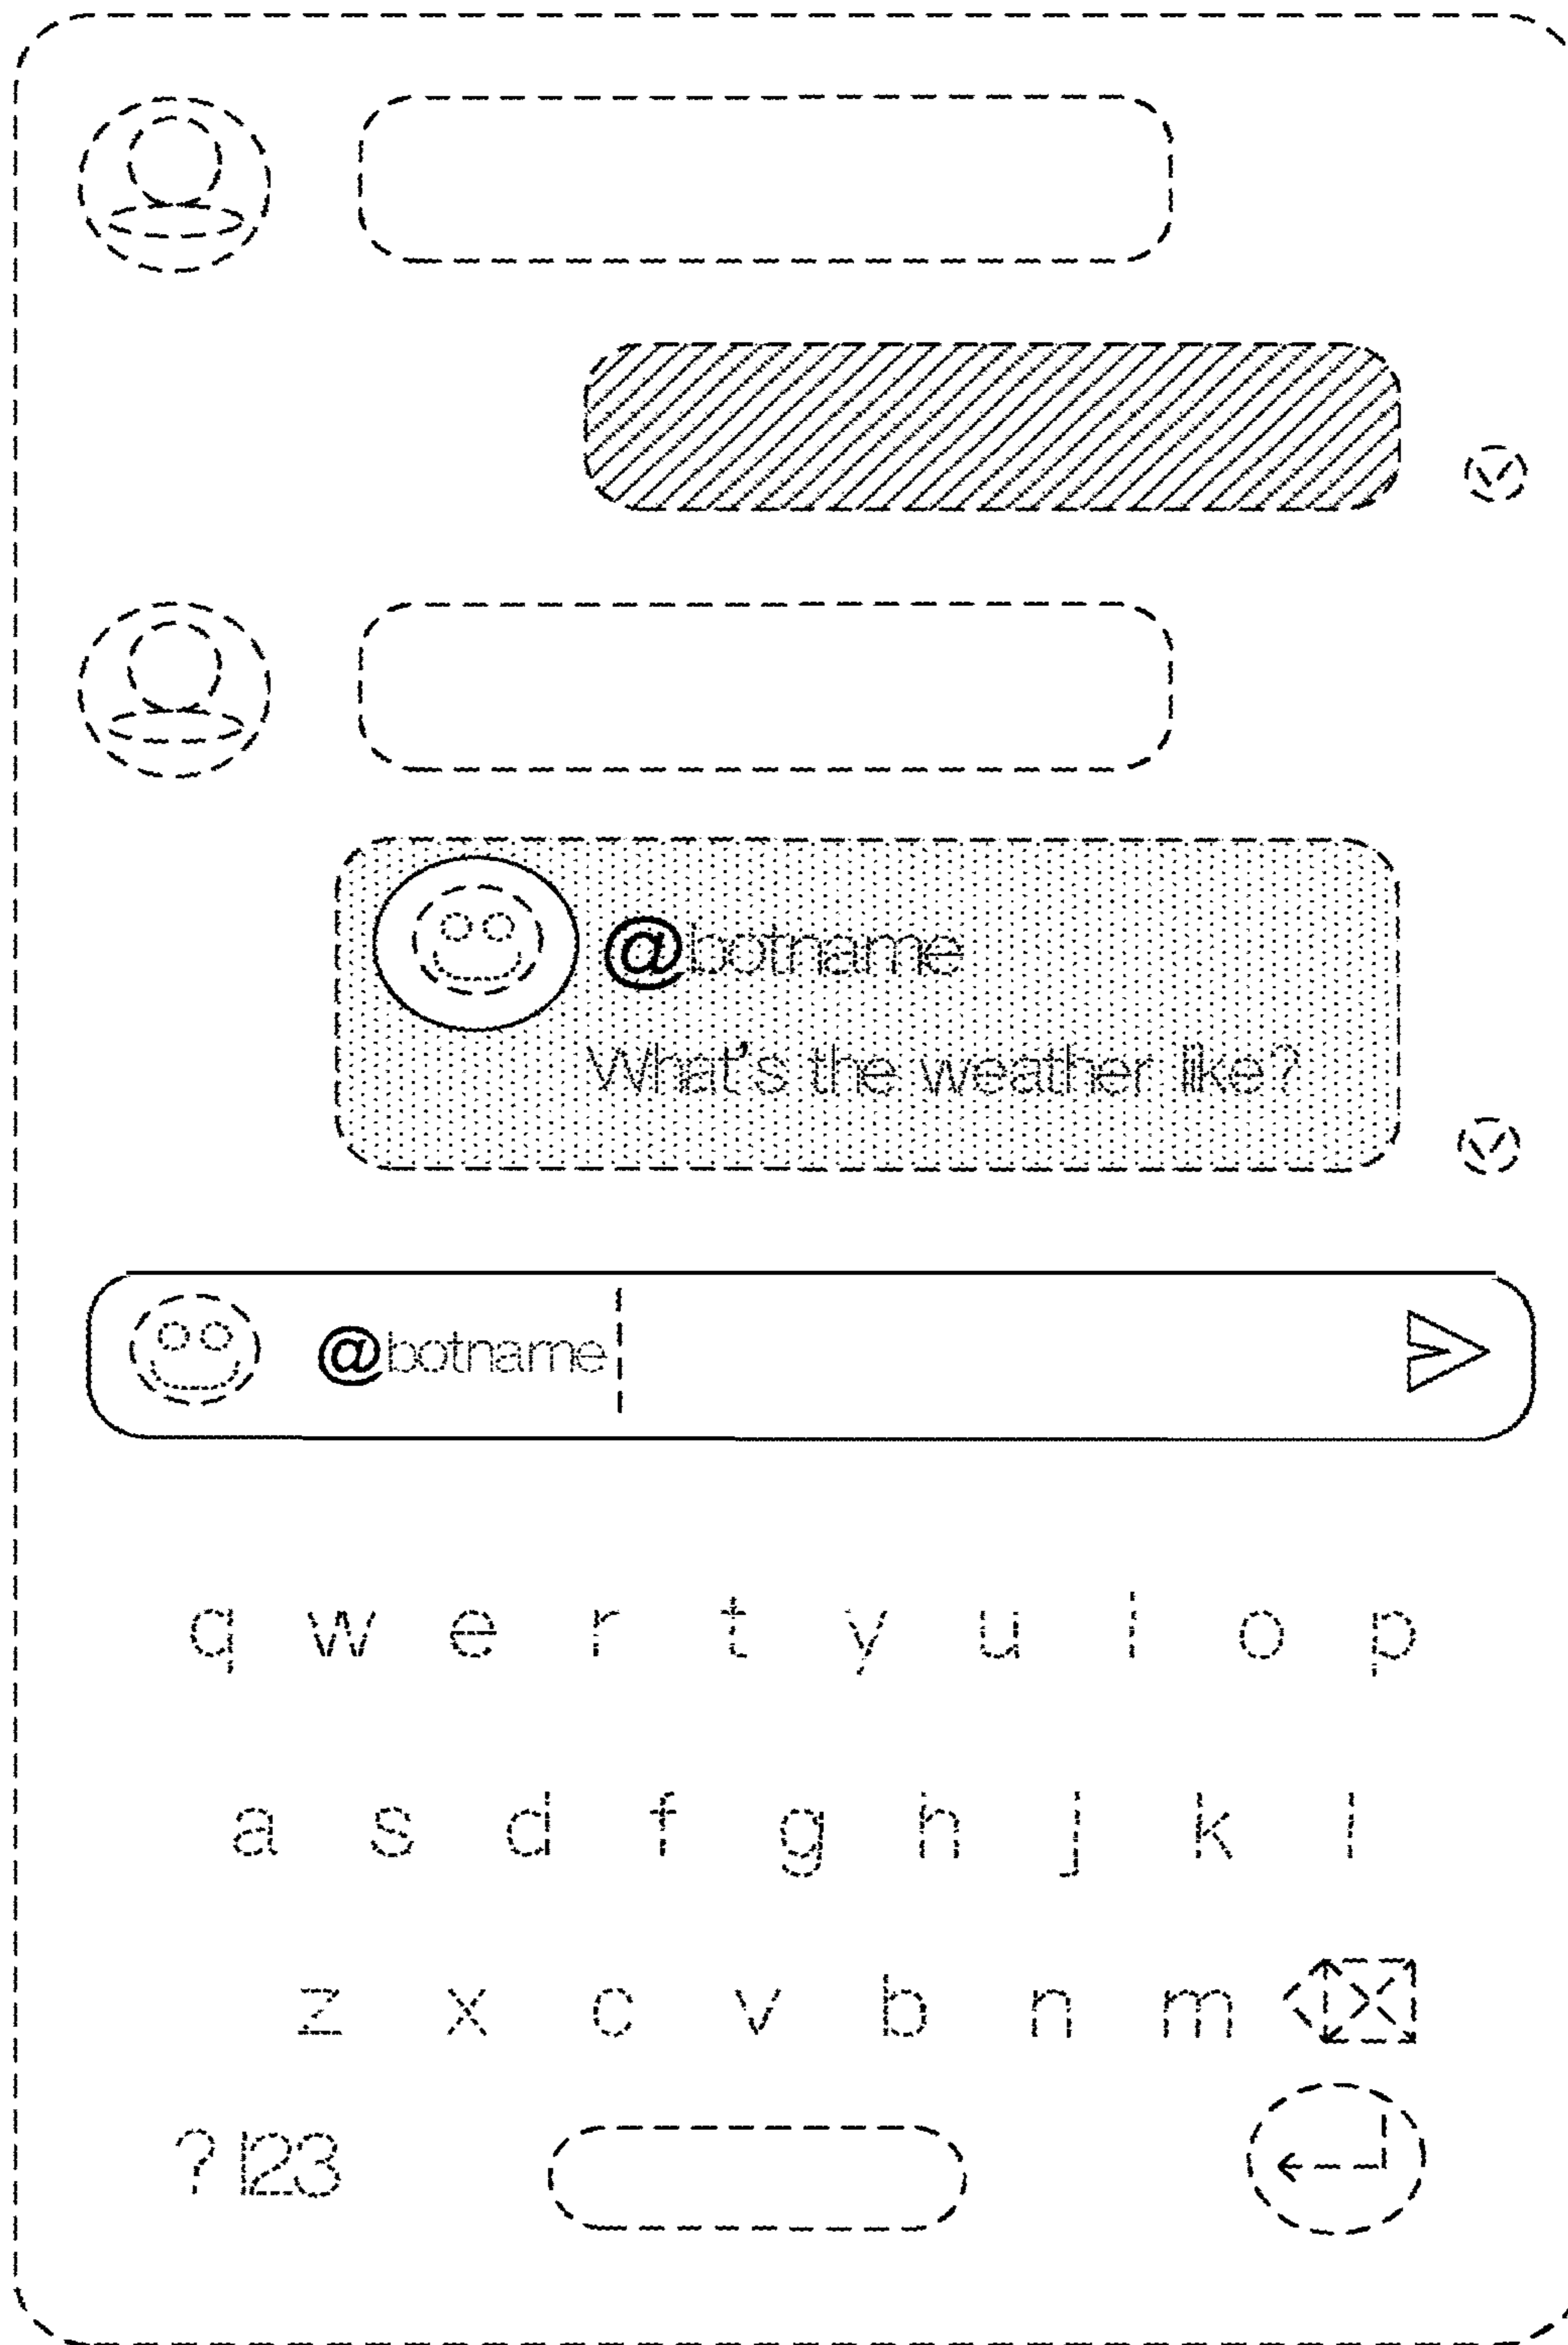 @botname
What's the weather like?
@botname
q w e r t y u i o p
a s d f g h j k l
z x c v b n m
?123